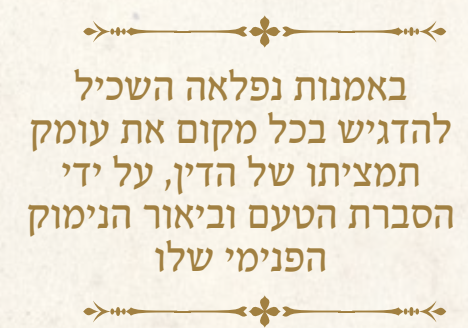 באמנות נפלאה השכיל
להדגיש בכל מקום את עומק
תמציתו של הדין, על ידי
הסברת הטעם וביאור הנימוק
הפנימי שלו